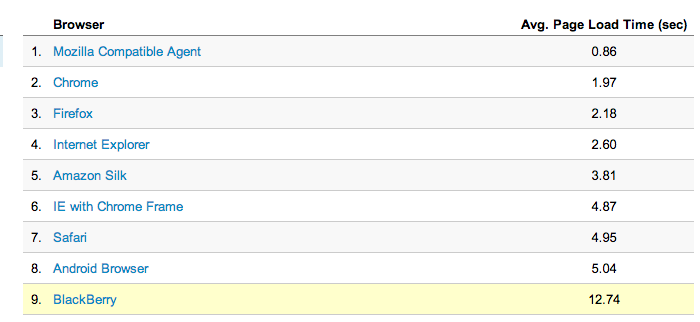 Browser Avg. Page Load Time (sec)
1. Mozilla Compatible Agent 0.86
2. Chrome 1.97
3. Firefox 2.18
4. Internet Explorer 2.60
5. Amazon Silk 3.81
6. IE with Chrome Frame 4.87
7. Safari 4.95
8. Android Browser 5.04
9. BlackBerry 12.74